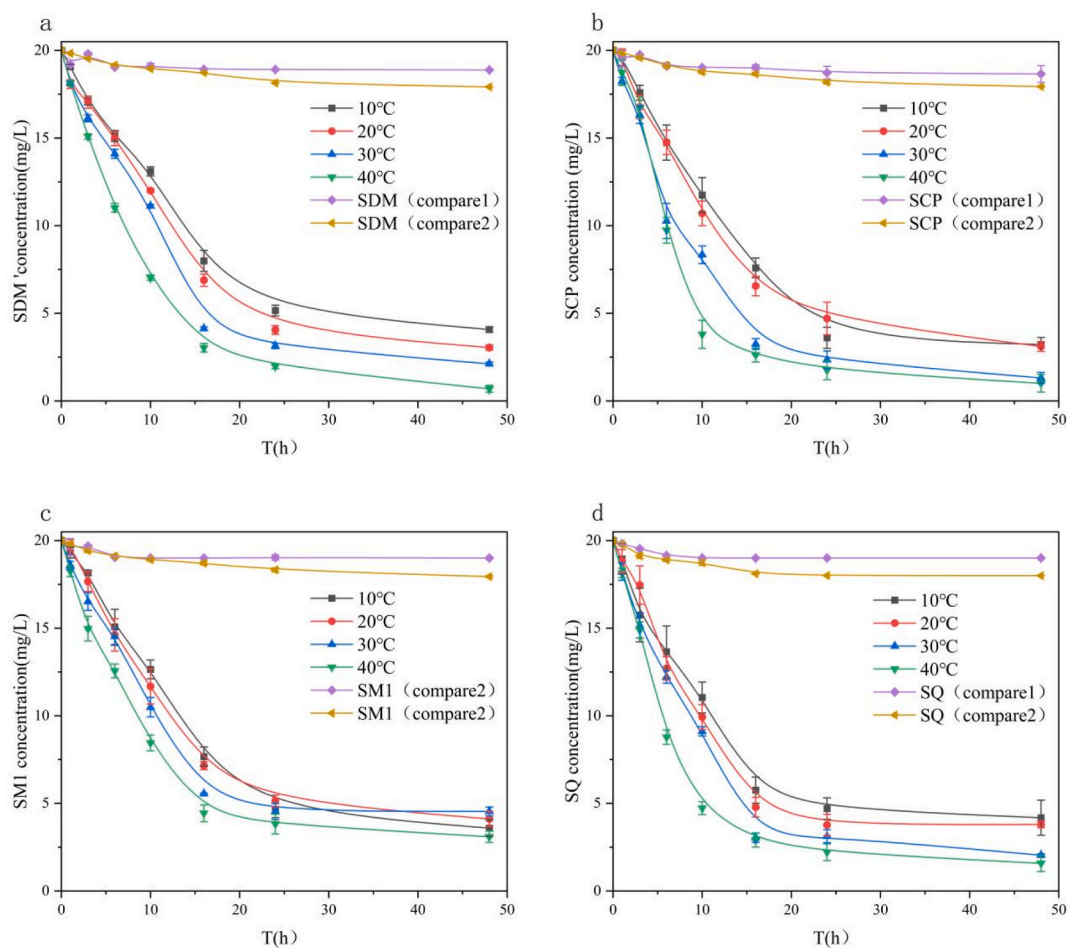 a
SDM 'concentration(mg/L)
20
15
10
5
0
10℃
20℃
30℃
40℃
SDM（compare1）
SDM（compare2）
0 10 20 30 40 50
T(h）
b
SCP concentration (mg/L)
20
15
10
5
0
10℃
20℃
30℃
40℃
SCP（compare1）
SCP（compare2）
0 10 20 30 40 50
T(h）
c
SM1 concentration(mg/L)
20
15
10
5
0
10℃
20℃
30℃
40℃
SM1（compare2）
SM1（compare2）
0 10 20 30 40 50
T(h）
d
SQ concentration(mg/L)
20
15
10
5
0
10℃
20℃
30℃
40℃
SQ（compare1）
SQ（compare2）
0 10 20 30 40 50
T(h）